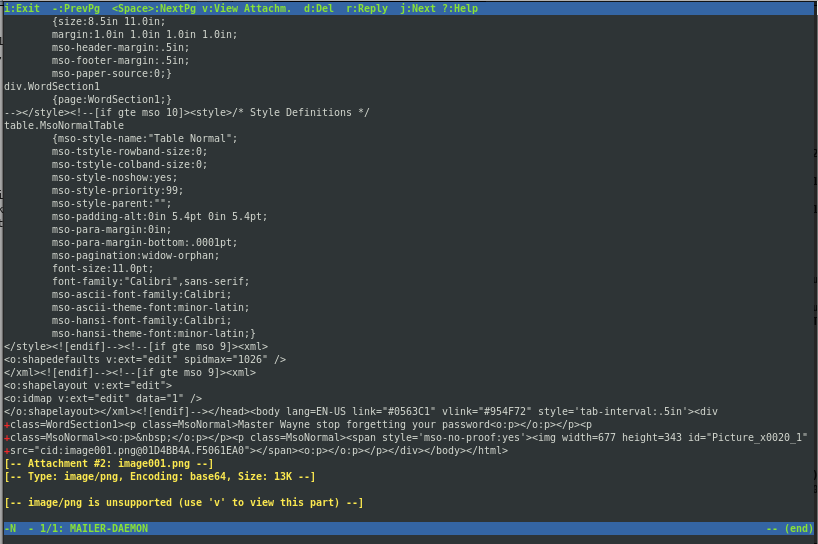 i:Exit  -:PrevPg  <Space>:NextPg v:View Attachm.  d:Del  r:Reply  j:Next ?:Help
        {size:8.5in 11.0in;
        margin:1.0in 1.0in 1.0in 1.0in;
        mso-header-margin:.5in;
        mso-footer-margin:.5in;
        mso-paper-source:0;}
div.WordSection1
        {page:WordSection1;}
--></style><!--[if gte mso 10]><style>/* Style Definitions */
table.MsoNormalTable
        {mso-style-name:"Table Normal";
        mso-tstyle-rowband-size:0;
        mso-tstyle-colband-size:0;
        mso-style-noshow:yes;
        mso-style-priority:99;
        mso-style-parent:"";
        mso-padding-alt:0in 5.4pt 0in 5.4pt;
        mso-para-margin:0in;
        mso-para-margin-bottom:.0001pt;
        mso-pagination:widow-orphan;
        font-size:11.0pt;
        font-family:"Calibri",sans-serif;
        mso-ascii-font-family:Calibri;
        mso-ascii-theme-font:minor-latin;
        mso-hansi-font-family:Calibri;
        mso-hansi-theme-font:minor-latin;}
</style><![endif]--><!--[if gte mso 9]><xml>
<o:shapedefaults v:ext="edit" spidmax="1026" />
</xml><![endif]--><!--[if gte mso 9]><xml>
<o:shapelayout v:ext="edit">
<o:idmap v:ext="edit" data="1" />
</o:shapelayout></xml><![endif]--></head><body lang=EN-US link="#0563C1" vlink="#954F72" style='tab-interval:.5in'><div
+class=WordSection1><p class=MsoNormal>Master Wayne stop forgetting your password<o:p></o:p></p><p
+class=MsoNormal><o:p>&nbsp;</o:p></p><p class=MsoNormal><span style='mso-no-proof:yes'><img width=677 height=343 id="Picture_x0020_1"
+src="cid:image001.png@01D4BB4A.F5061EA0"></span><o:p></o:p></p></div></body></html>
[-- Attachment #2: image001.png --]
[-- Type: image/png, Encoding: base64, Size: 13K --]
[-- image/png is unsupported (use 'v' to view this part) --]
-N  - 1/1: MAILER-DAEMON                                        -- (end)